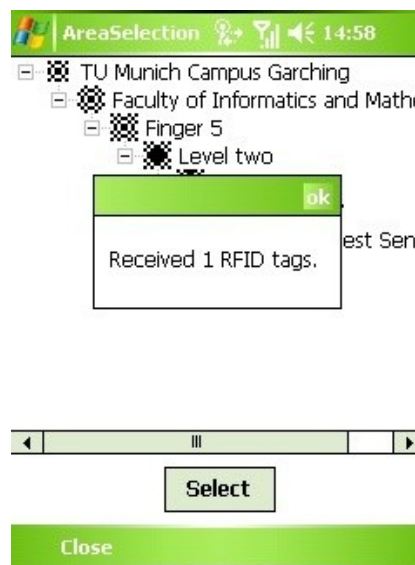 AreaSelection 14:58
TU Munich Campus Garching
Faculty of Informatics and Mathe
Finger 5
Level two
ok
est Sen
Received 1 RFID tags.
Select
Close